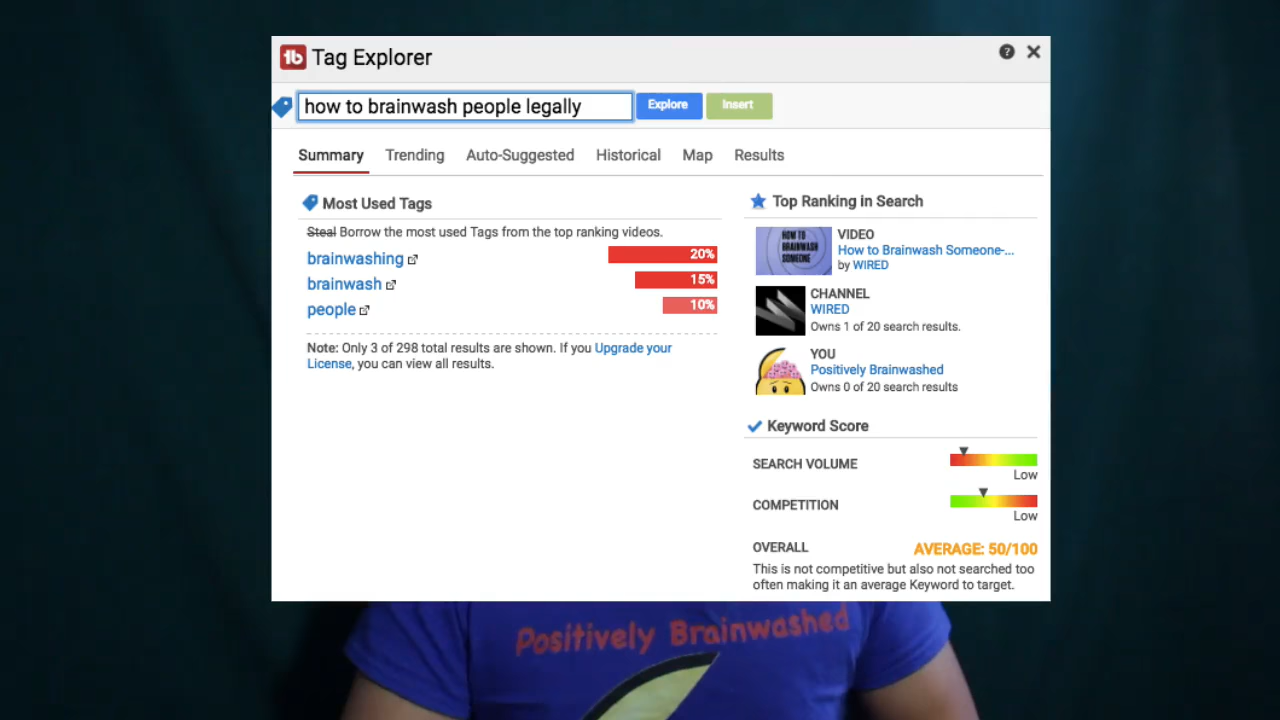 Tag Explorer
how to brainwash people legally
Explore
Insert
Summary
Trending
Auto-Suggested
Historical
Map
Results
Most Used Tags
Steal Borrow the most used Tags from the top ranking videos.
brainwashing
20%
brainwash
15%
people
10%
Note: Only 3 of 298 total results are shown. If you Upgrade your
License, you can view all results.
Top Ranking in Search
HOW TO
BRAINWASH
SOMEONE
VIDEO
How to Brainwash Someone-...
by WIRED
CHANNEL
WIRED
Owns 1 of 20 search results.
YOU
Positively Brainwashed
Owns 0 of 20 search results
Keyword Score
SEARCH VOLUME
Low
COMPETITION
Low
OVERALL
AVERAGE: 50/100
This is not competitive but also not searched too
often making it an average Keyword to target.
Positively Brainwashed